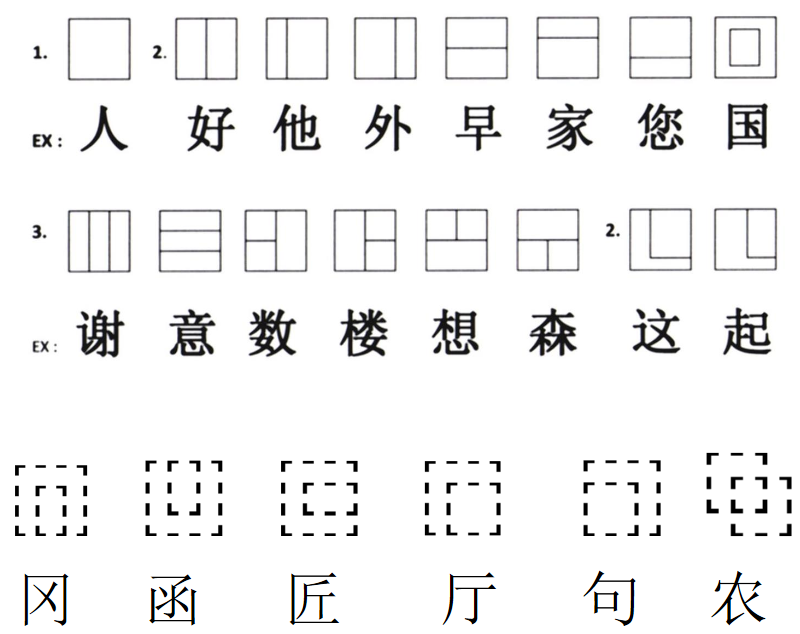 1. 2.
EX: 人 好 他 外 早 家 您 国
3. 2.
EX: 谢 意 数 楼 想 森 这 起
冈 函 匠 厅 句 农